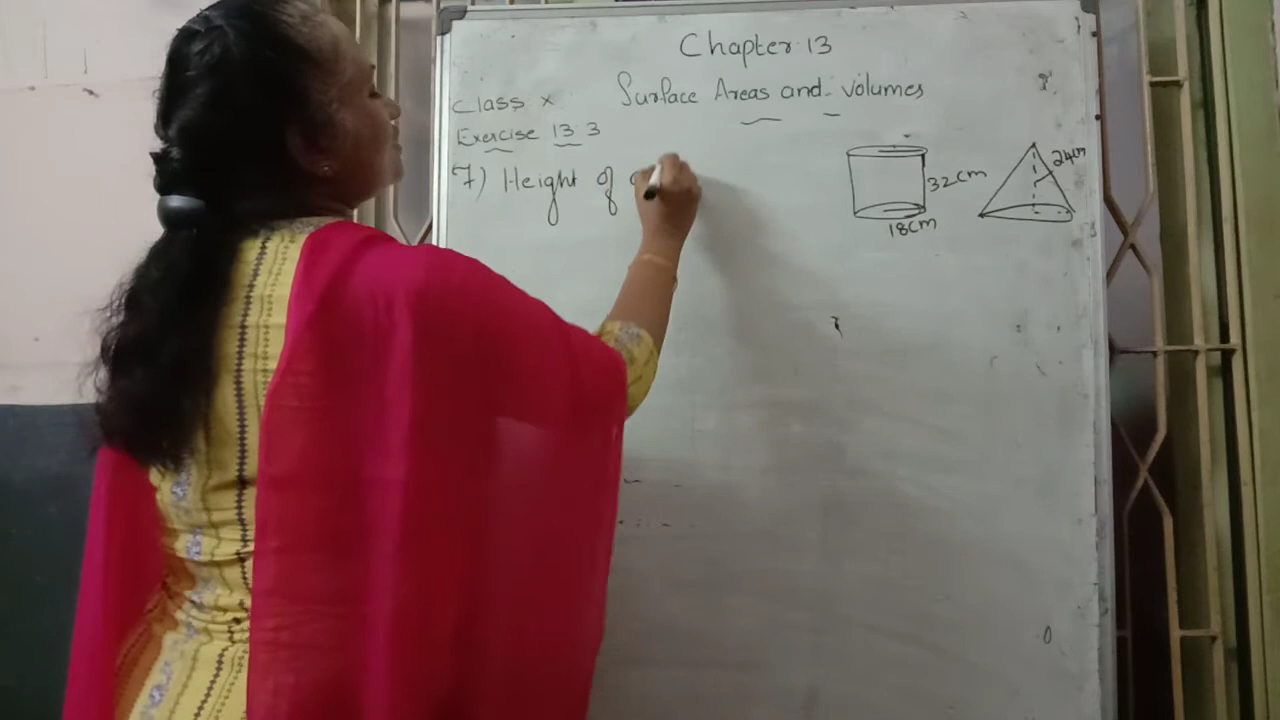 Chapter 13
Surface Areas and volumes
Class x
Exercise 13.3
7) Height of
32cm
18cm
24cm